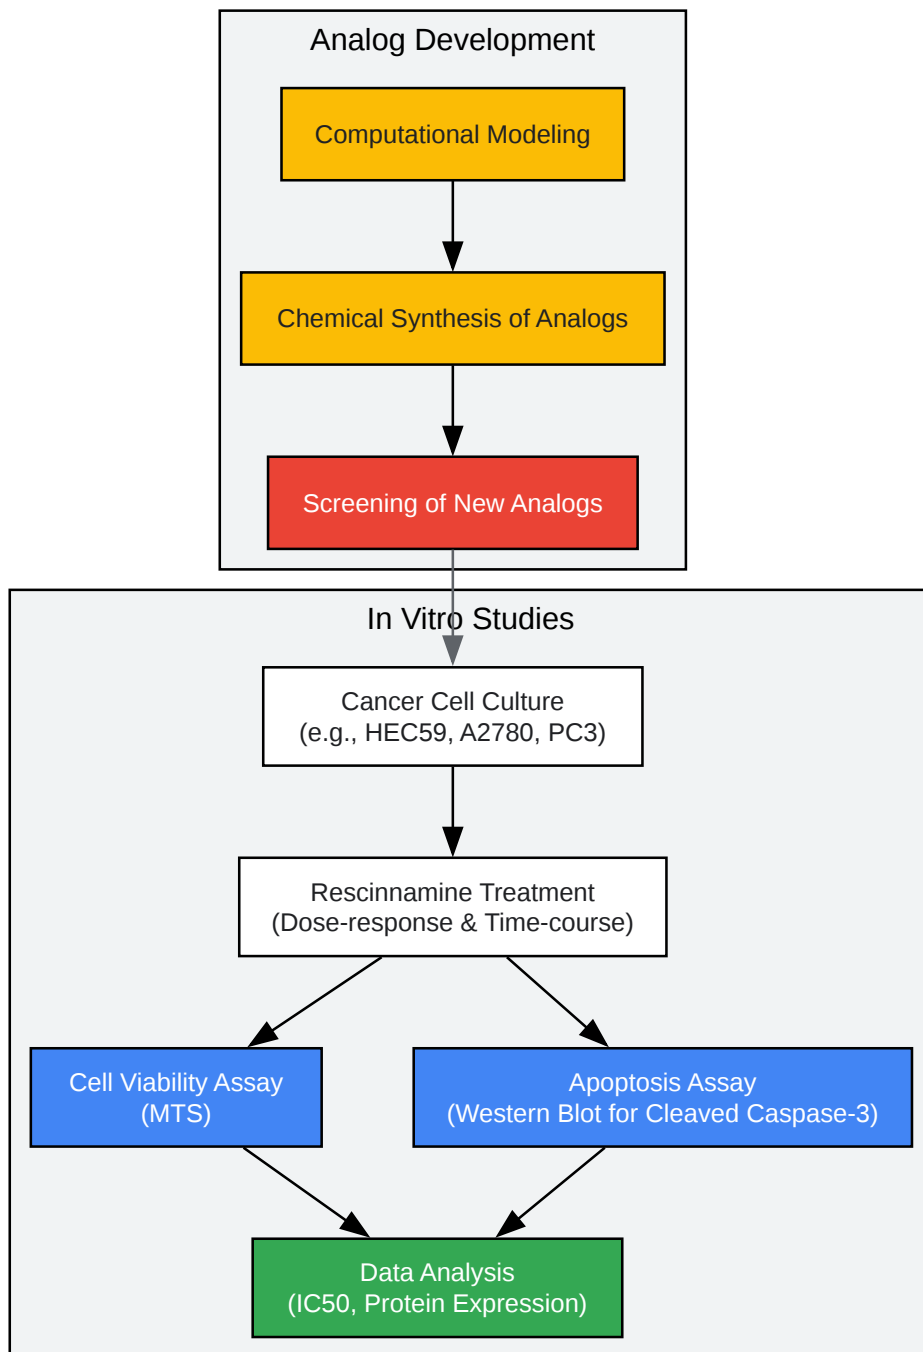 Analog Development
Computational Modeling
Chemical Synthesis of Analogs
Screening of New Analogs
In Vitro Studies
Cancer Cell Culture
(e.g., HEC59, A2780, PC3)
Rescinnamine Treatment
(Dose-response & Time-course)
Cell Viability Assay
(MTS)
Apoptosis Assay
(Western Blot for Cleaved Caspase-3)
Data Analysis
(IC50, Protein Expression)